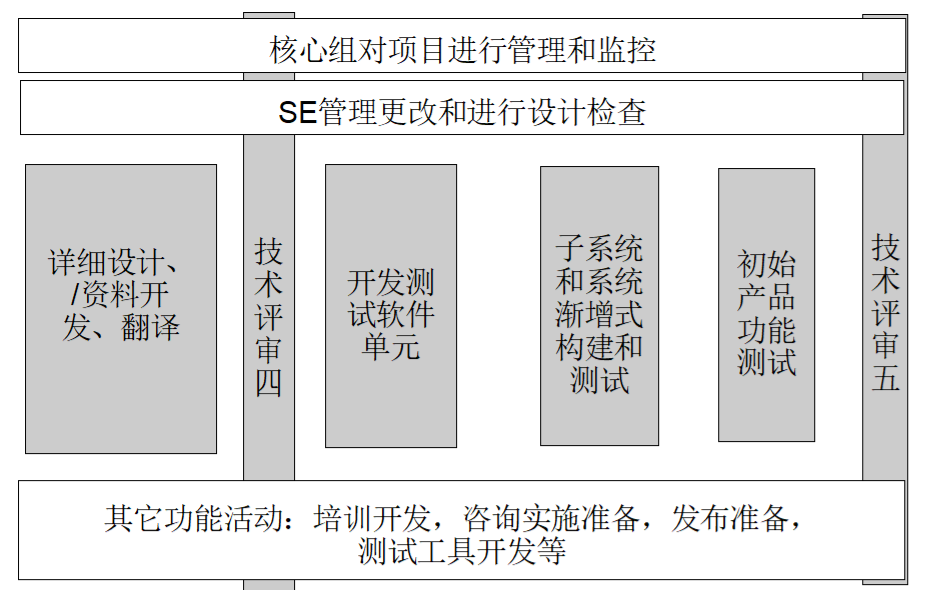 核心组对项目进行管理和监控
SE管理更改和进行设计检查
详细设计、
/资料开
发、翻译
技
术
评
审
四
开发测
试软件
单元
子系统
和系统
渐增式
构建和
测试
初始
产品
功能
测试
技
术
评
审
五
其它功能活动：培训开发，咨询实施准备，发布准备，
测试工具开发等